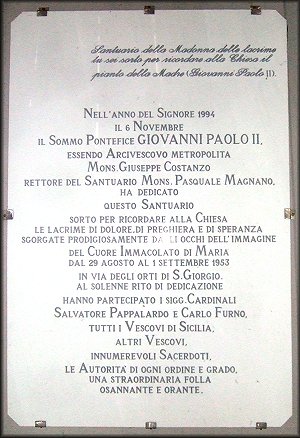 Santuario della Madonna delle lacrime
tu sei sorto per ricordare alla Chiesa il
pianto della Madre (Giovanni Paolo II).
NELL'ANNO DEL SIGNORE 1994
IL 6 NOVEMBRE
IL SOMMO PONTEFICE GIOVANNI PAOLO II,
ESSENDO ARCIVESCOVO METROPOLITA
MONS. GIUSEPPE COSTANZO
RETTORE DEL SANTUARIO MONS. PASQUALE MAGNANO,
HA DEDICATO
QUESTO SANTUARIO
SORTO PER RICORDARE ALLA CHIESA
LE LACRIME DI DOLORE, DI PREGHIERA E DI SPERANZA
SGORGATE PRODIGIOSAMENTE DAGLI OCCHI DELL'IMMAGINE
DEL CUORE IMMACOLATO DI MARIA
DAL 29 AGOSTO AL 1 SETTEMBRE 1953
IN VIA DEGLI ORTI DI S. GIORGIO.
AL SOLENNE RITO DI DEDICAZIONE
HANNO PARTECIPATO I SIGG. CARDINALI
SALVATORE PAPPALARDO E CARLO FURNO,
TUTTI I VESCOVI DI SICILIA,
ALTRI VESCOVI,
INNUMEREVOLI SACERDOTI,
LE AUTORITÀ DI OGNI ORDINE E GRADO,
UNA STRAORDINARIA FOLLA
OSANNANTE E ORANTE.